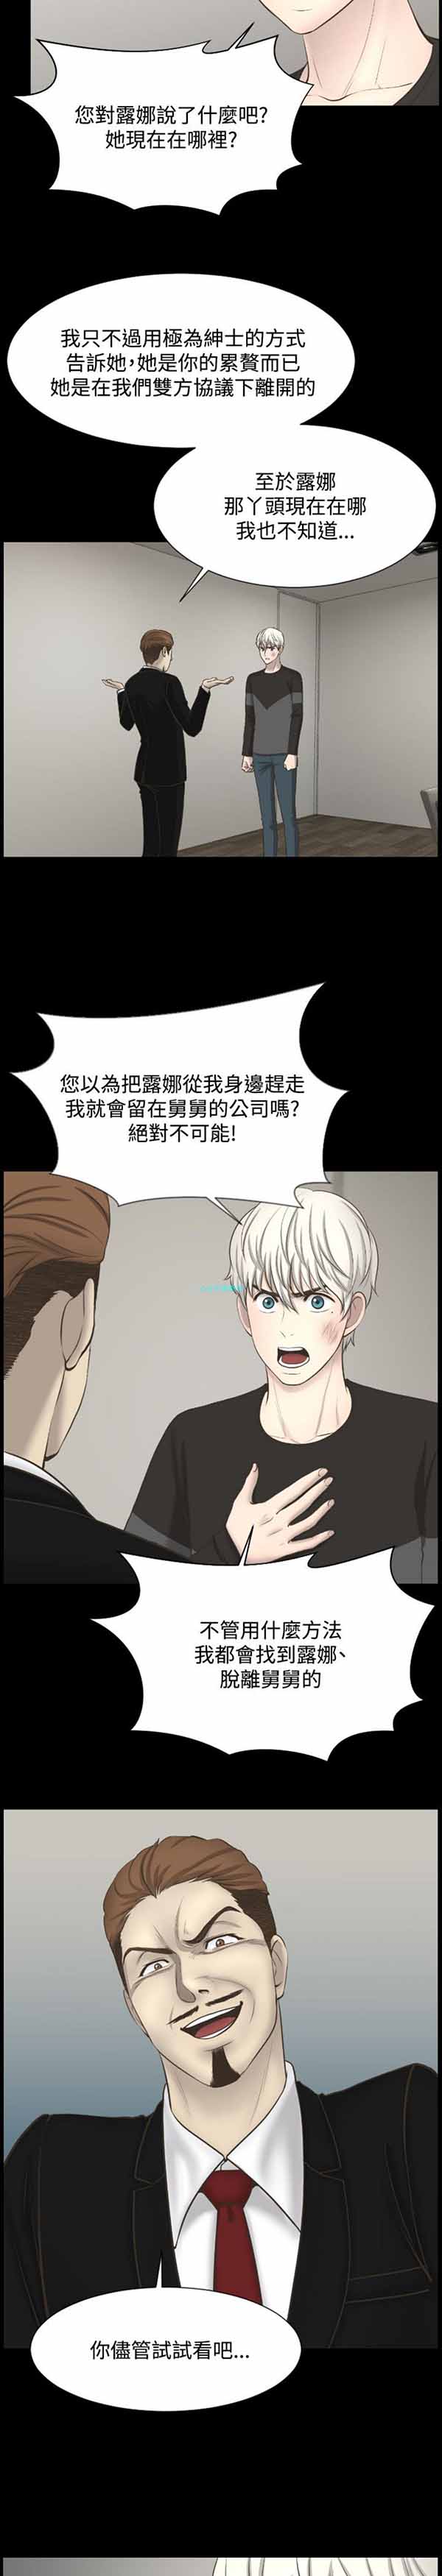 您對露娜說了什麼吧?
她現在在哪裡?
我只不過用極為紳士的方式
告訴她,她是你的累贅而已
她是在我們雙方協議下離開的
至於露娜
那丫頭現在在哪
我也不知道...
您以為把露娜從我身邊趕走
我就會留在舅舅的公司嗎?
絕對不可能!
不管用什麼方法
我都會找到露娜、
脫離舅舅的
你儘管試試看吧...